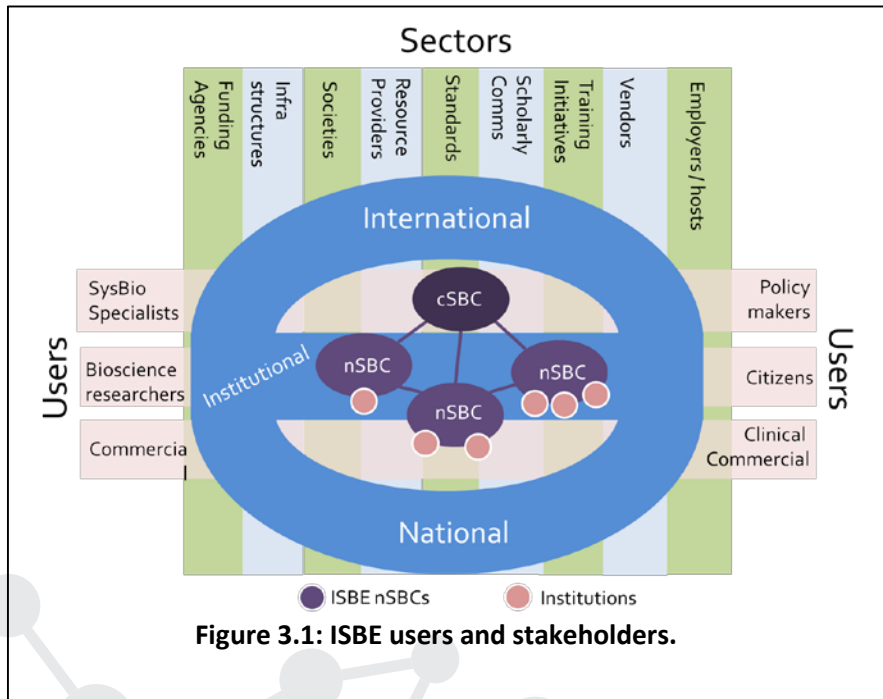 Sectors
Funding
Agencies
Infra
structures
Societies
Resource
Providers
Standards
Scholarly
Comms
Training
Initiatives
Vendors
Employers / hosts
International
Users
SysBio
Specialists
cSBC
Policy
makers
Users
Bioscience
researchers
Institutional
nSBC
nSBC
nSBC
Citizens
Commercia
l
Clinical
Commercial
National
ISBE nSBCs
Institutions
Figure 3.1: ISBE users and stakeholders.